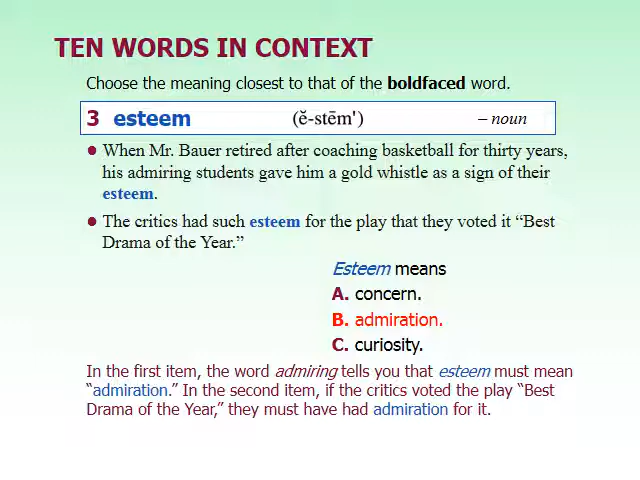 TEN WORDS IN CONTEXT
Choose the meaning closest to that of the boldfaced word.
3 esteem (ĕ-stēm') – noun
● When Mr. Bauer retired after coaching basketball for thirty years,
his admiring students gave him a gold whistle as a sign of their
esteem.
● The critics had such esteem for the play that they voted it “Best
Drama of the Year.”
Esteem means
A. concern.
B. admiration.
C. curiosity.
In the first item, the word admiring tells you that esteem must mean
“admiration.” In the second item, if the critics voted the play “Best
Drama of the Year,” they must have had admiration for it.